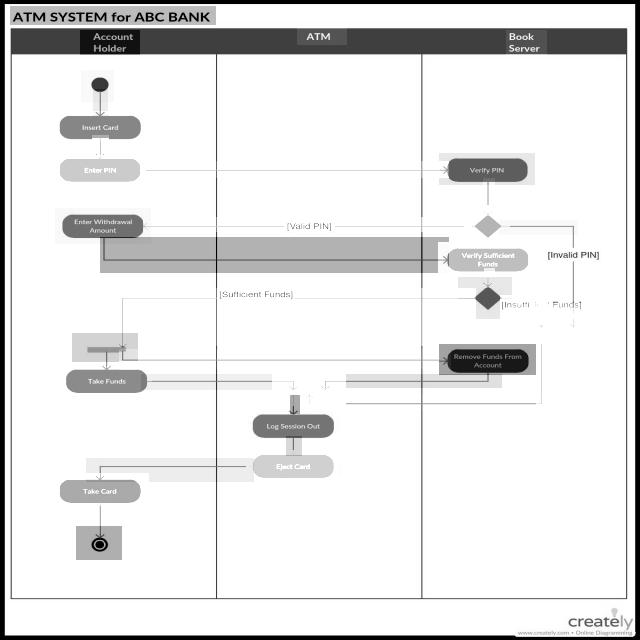 ATM SYSTEM for ABC BANK
Account
Holder
ATM
Book
Server
Insert Card
Enter PIN
Verify PIN
Enter Withdrawal
Amount
[Valid PIN]
[Invalid PIN]
Verify Sufficient
Funds
[Sufficient Funds]
Funds]
Remove Funds From
Account
Take Funds
Log Session Out
Eject Card
Take Card
creately
www.creately.com • Online Diagramming